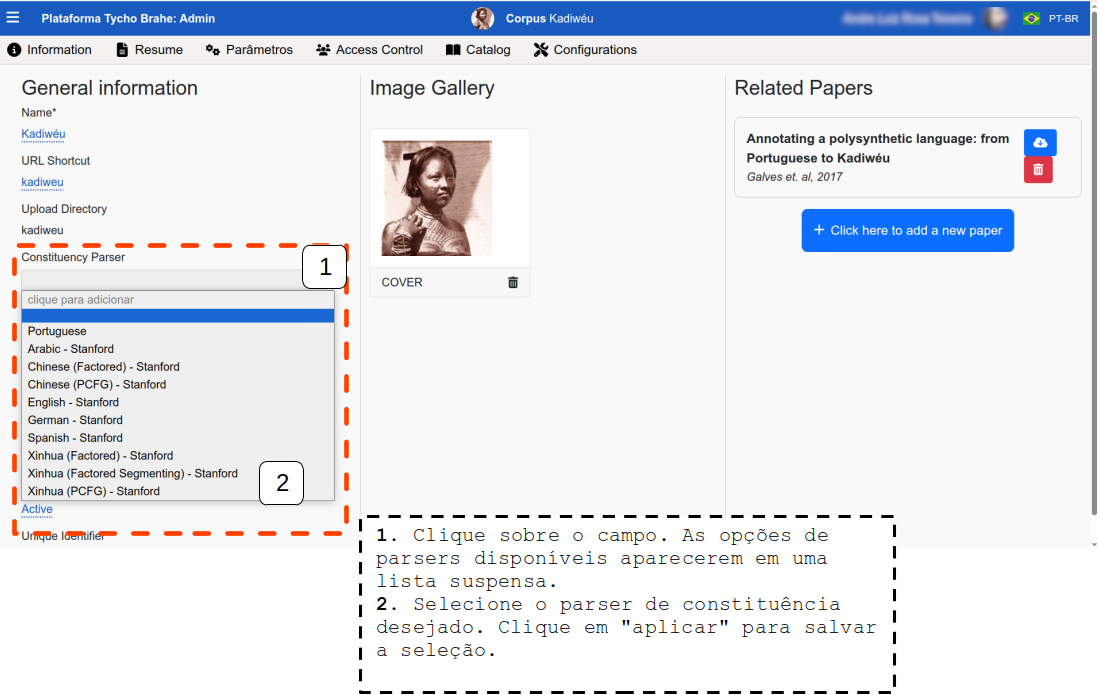 Plataforma Tycho Brahe: Admin
Corpus Kadiwéu
PT-BR
Information
Resume
Parâmetros
Access Control
Catalog
Configurations
General information
Name*
Kadiwéu
URL Shortcut
kadiweu
Upload Directory
kadiweu
Constituency Parser
1
clique para adicionar
Portuguese
Arabic - Stanford
Chinese (Factored) - Stanford
Chinese (PCFG) - Stanford
English - Stanford
German - Stanford
Spanish - Stanford
Xinhua (Factored) - Stanford
Xinhua (Factored Segmenting) - Stanford
Xinhua (PCFG) - Stanford
2
Active
Unique Identifier
Image Gallery
COVER
Related Papers
Annotating a polysynthetic language: from
Portuguese to Kadiwéu
Galves et. al, 2017
+ Click here to add a new paper
1. Clique sobre o campo. As opções de
parsers disponíveis aparecerem em uma
lista suspensa.
2. Selecione o parser de constituência
desejado. Clique em "aplicar" para salvar
a seleção.